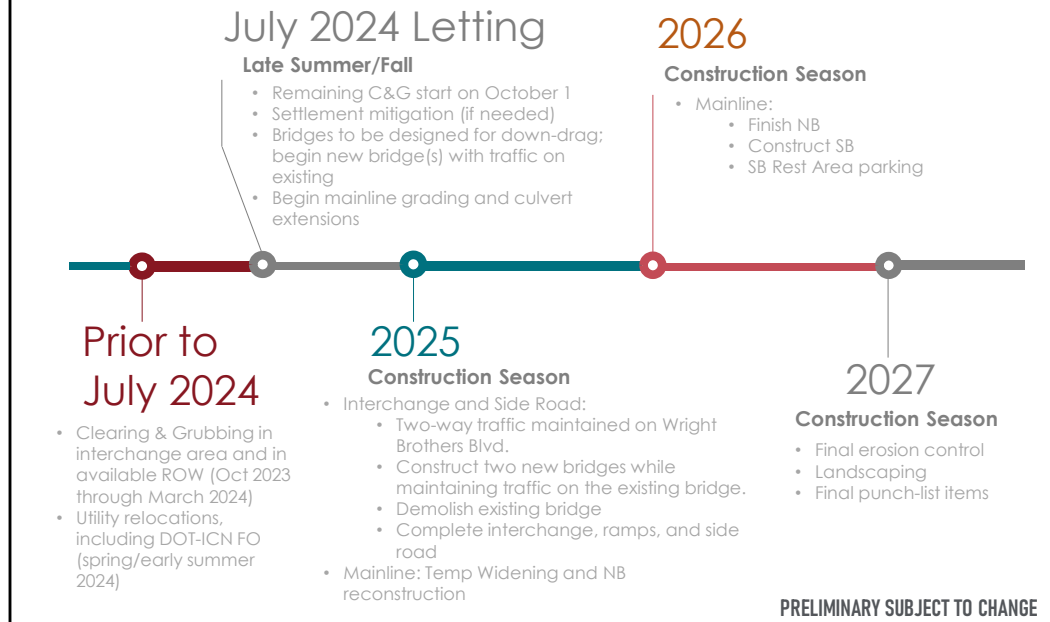 July 2024 Letting
Late Summer/Fall
• Remaining C&G start on October 1
• Settlement mitigation (if needed)
• Bridges to be designed for down-drag;
begin new bridge(s) with traffic on
existing
• Begin mainline grading and culvert
extensions
2026
Construction Season
• Mainline:
• Finish NB
• Construct SB
• SB Rest Area parking
Prior to
July 2024
• Clearing & Grubbing in
interchange area and in
available ROW (Oct 2023
through March 2024)
• Utility relocations,
including DOT-ICN FO
(spring/early summer
2024)
2025
Construction Season
• Interchange and Side Road:
• Two-way traffic maintained on Wright
Brothers Blvd.
• Construct two new bridges while
maintaining traffic on the existing bridge.
• Demolish existing bridge
• Complete interchange, ramps, and side
road
• Mainline: Temp Widening and NB
reconstruction
2027
Construction Season
• Final erosion control
• Landscaping
• Final punch-list items
PRELIMINARY SUBJECT TO CHANGE